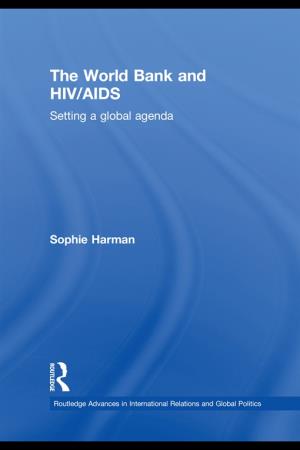 The World Bank and
HIV/AIDS
Setting a global agenda
Sophie Harman
ROUTLEDGE
Routledge Advances in International Relations and Global Politics